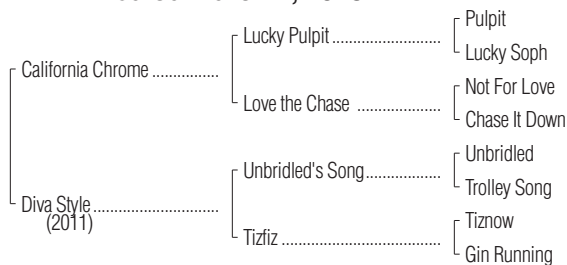 Pulpit
Lucky Pulpit
Lucky Soph
California Chrome
Not For Love
Love the Chase
Chase It Down
Unbridled
Unbridled's Song
Trolley Song
Diva Style
(2011)
Tiznow
Tizfiz
Gin Running